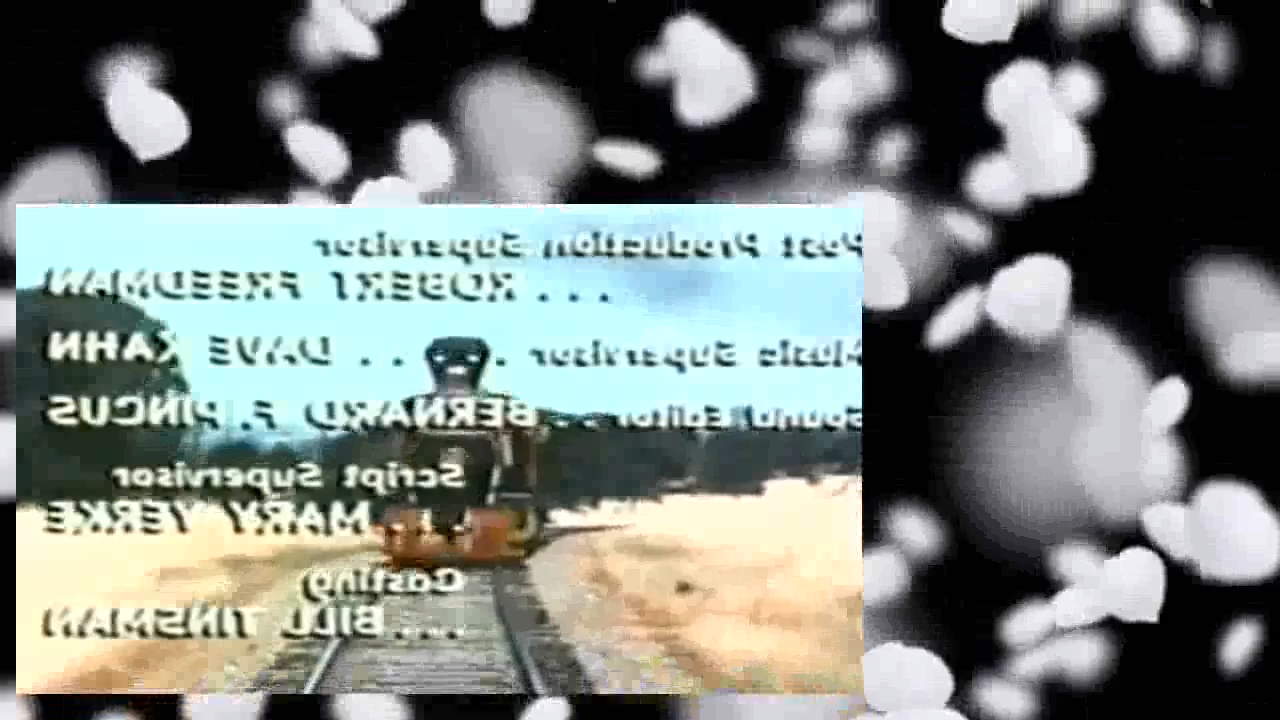 Post Production Supervisor
. . . ROBERT FREEDMAN
Music Supervisor . . . . DAVE KAHN
Sound Editor . . . BERNARD F. PINCUS
Script Supervisor
. . . . MARY YERKE
Casting
. . . . BILL TINSMAN